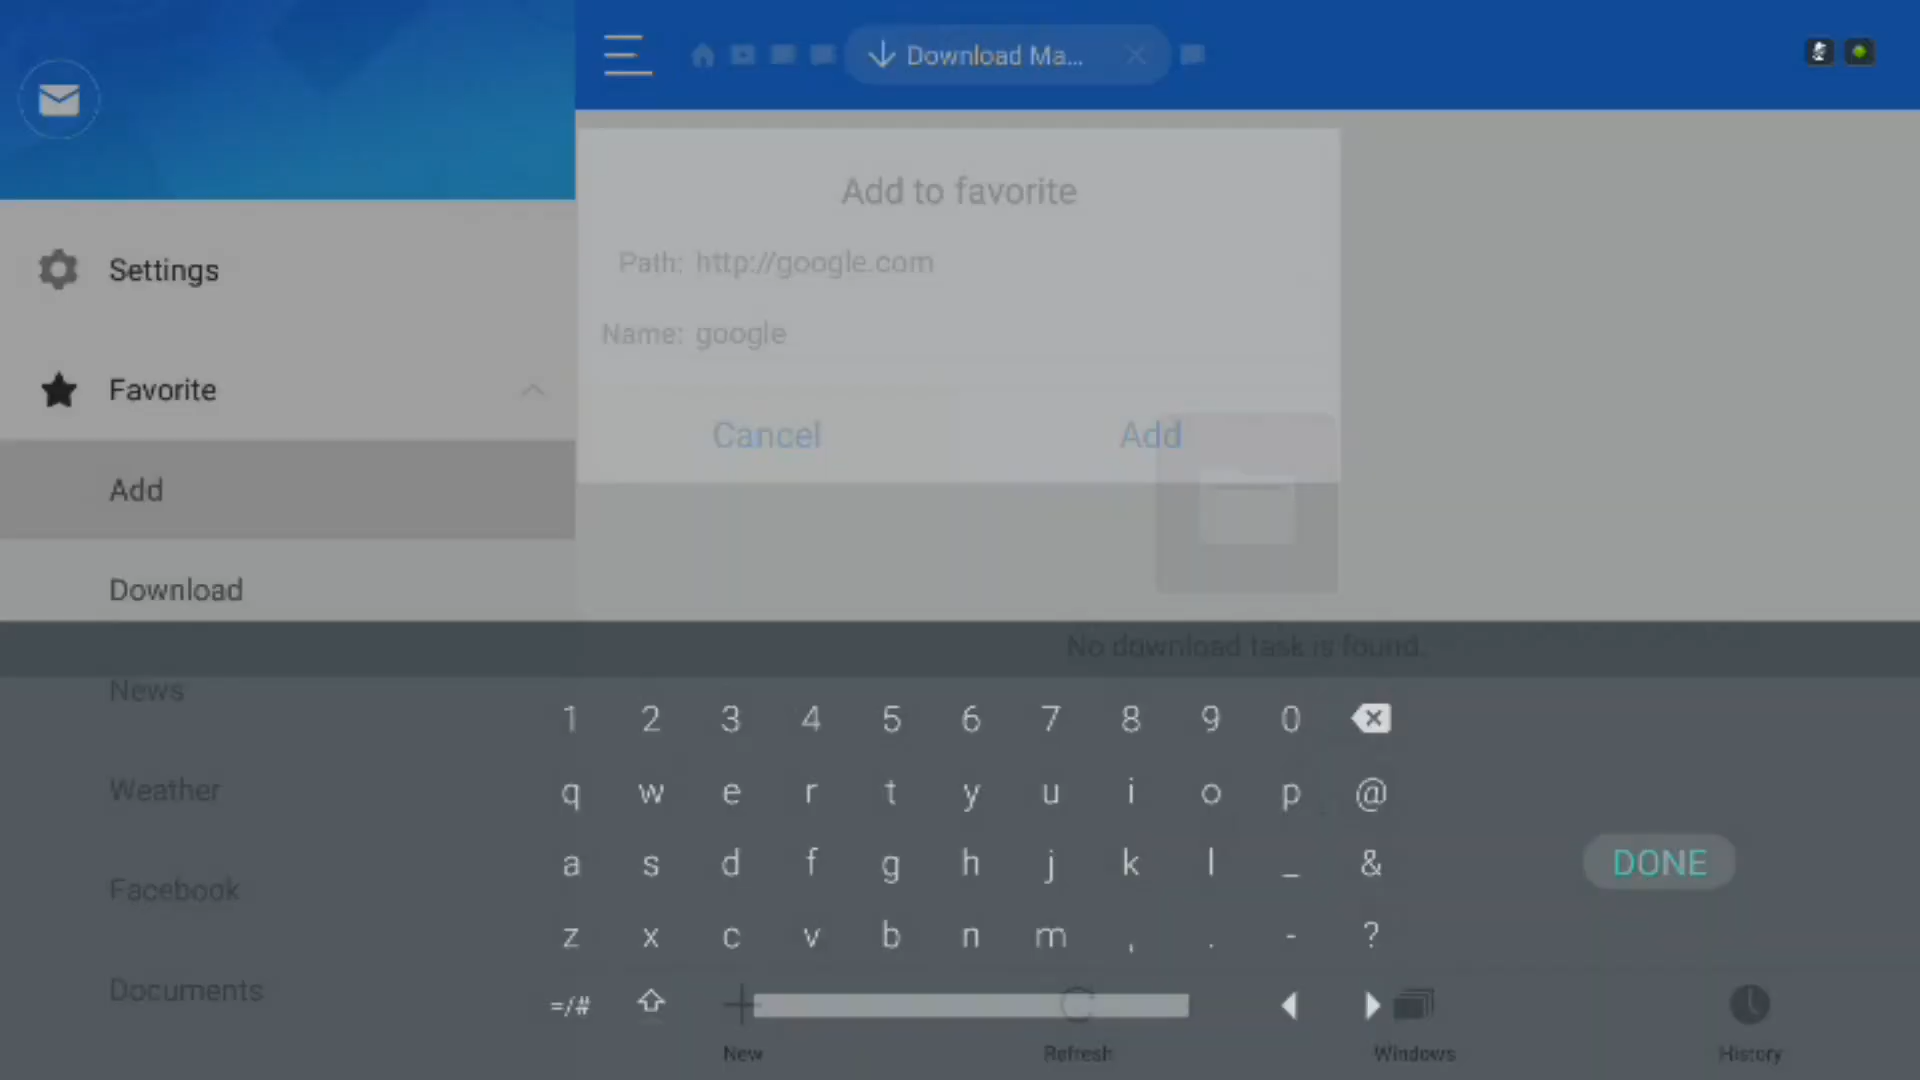 Download Ma...
Add to favorite
Path: http://google.com
Name: google
Cancel
Add
Settings
Favorite
Add
Download
News
Weather
Facebook
Documents
No download task is found.
1 2 3 4 5 6 7 8 9 0
q w e r t y u i o p @
a s d f g h j k l _ &
z x c v b n m , . - ?
=/#
DONE
New
Refresh
Windows
History